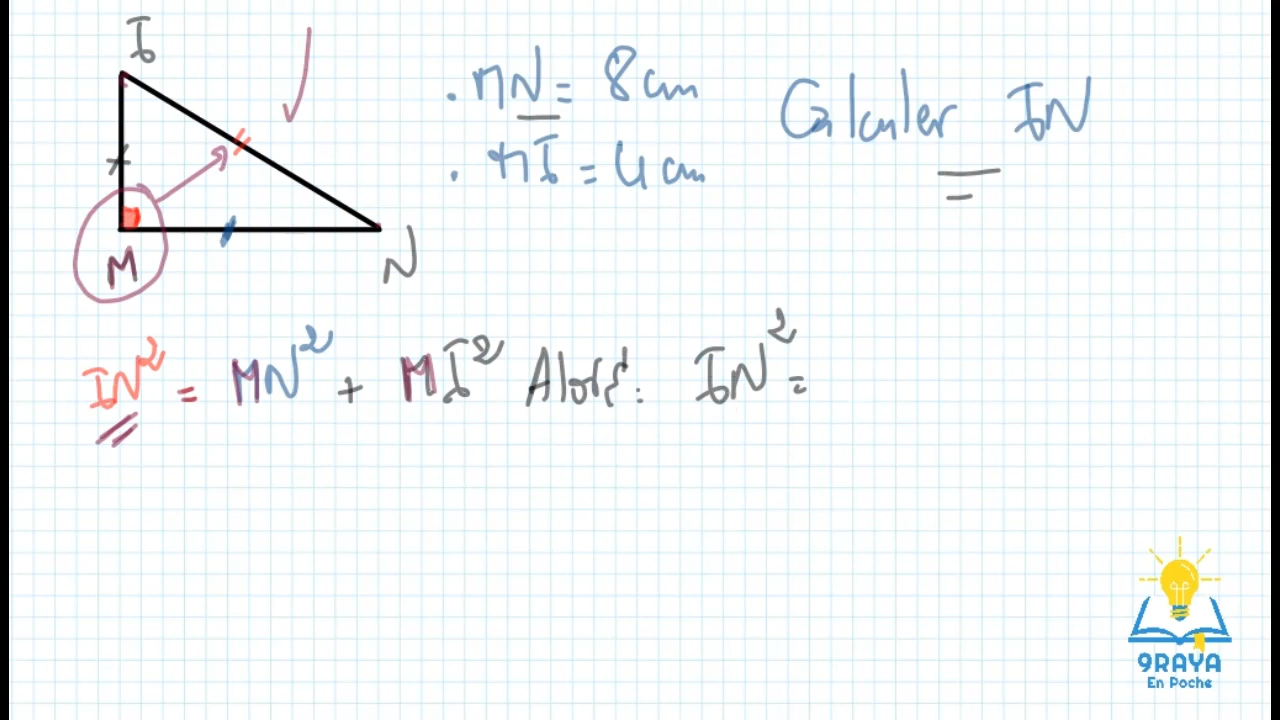 I
. MN = 8 cm
. MI = 4 cm
Calculer IN
M
N
IN² = MN² + MI² Alors : IN² =
9RAYA
En Poche